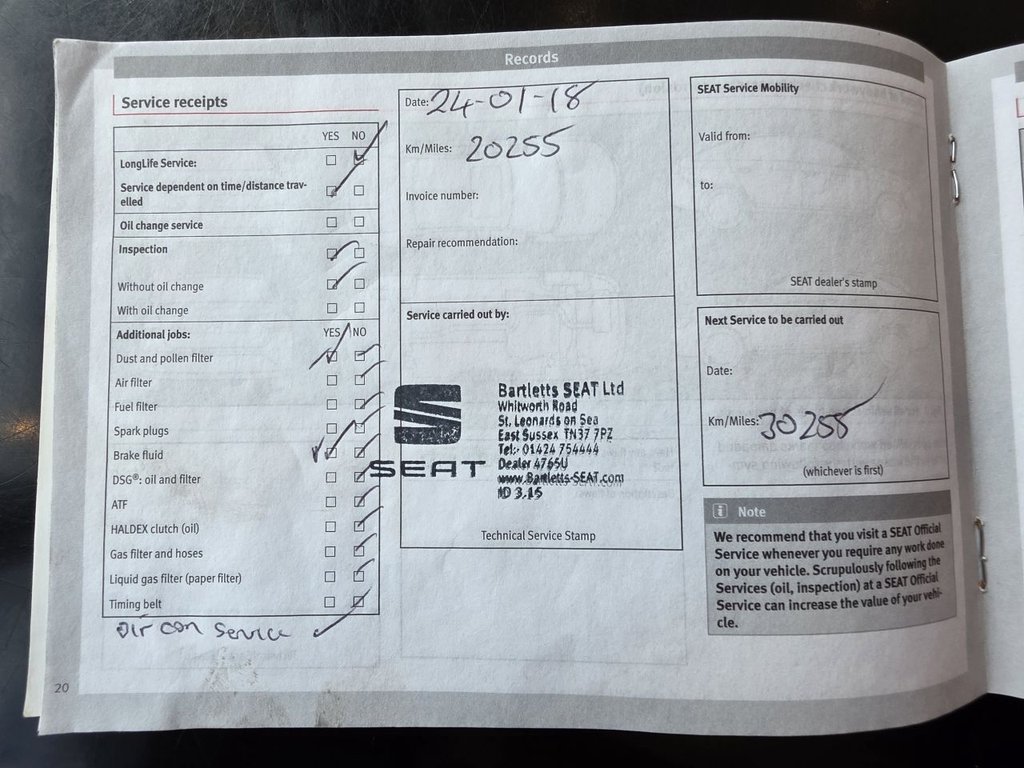 Records
Service receipts
YES NO
LongLife Service:
Service dependent on time/distance trav-
elled
Oil change service
Inspection
Without oil change
With oil change
Additional jobs: YES NO
Dust and pollen filter
Air filter
Fuel filter
Spark plugs
Brake fluid
DSG®: oil and filter
ATF
HALDEX clutch (oil)
Gas filter and hoses
Liquid gas filter (paper filter)
Timing belt
air con service
20
Date: 24-01-18
Km/Miles: 20255
Invoice number:
Repair recommendation:
Service carried out by:
SEAT
Bartletts SEAT Ltd
Whitworth Road
St. Leonards on Sea
East Sussex TN37 7PZ
Tel:- 01424 754444
Dealer 4765U
www.Bartletts-SEAT.com
ID 3.15
Technical Service Stamp
SEAT Service Mobility
Valid from:
to:
SEAT dealer's stamp
Next Service to be carried out
Date:
Km/Miles: 30255
(whichever is first)
i Note
We recommend that you visit a SEAT Official
Service whenever you require any work done
on your vehicle. Scrupulously following the
Services (oil, inspection) at a SEAT Official
Service can increase the value of your vehi-
cle.